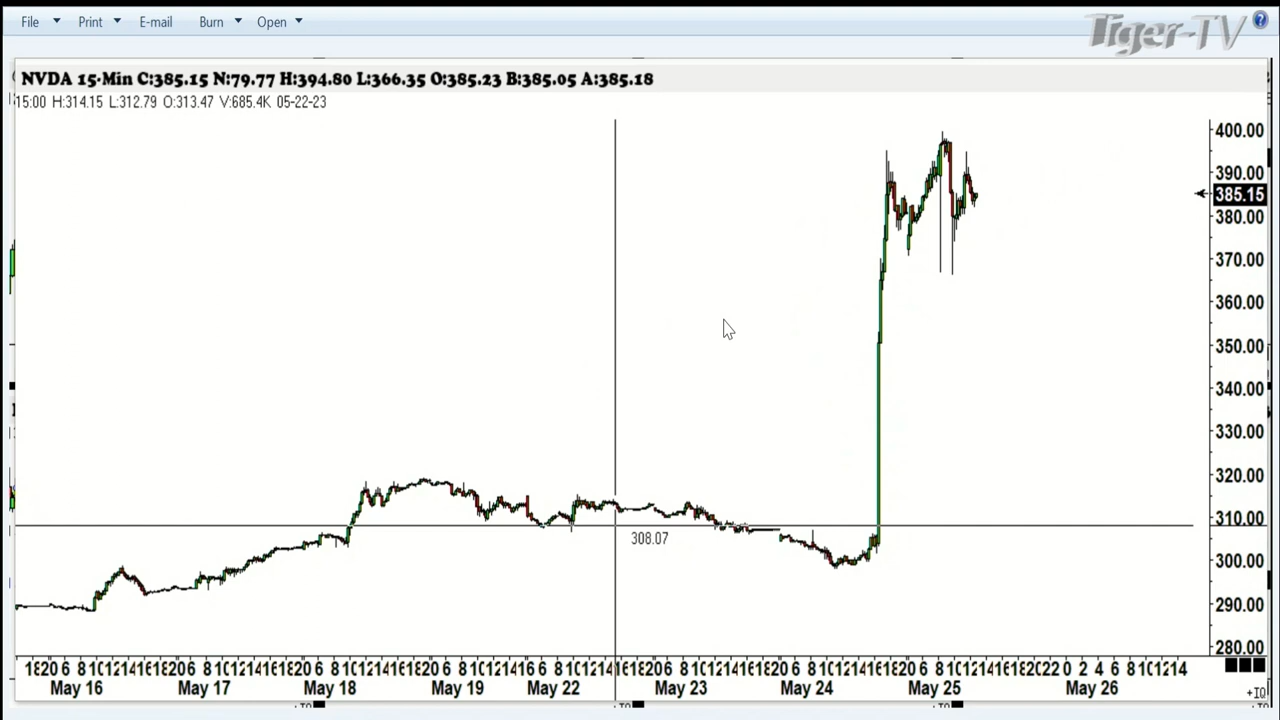 File Print E-mail Burn Open
Tiger-TV
?
NVDA 15-Min C:385.15 N:79.77 H:394.80 L:366.35 O:385.23 B:385.05 A:385.18
15:00 H:314.15 L:312.79 O:313.47 V:685.4K 05-22-23
400.00
390.00
385.15
380.00
370.00
360.00
350.00
340.00
330.00
320.00
310.00
308.07
300.00
290.00
280.00
May 16 May 17 May 18 May 19 May 22 May 23 May 24 May 25 May 26
+IQ